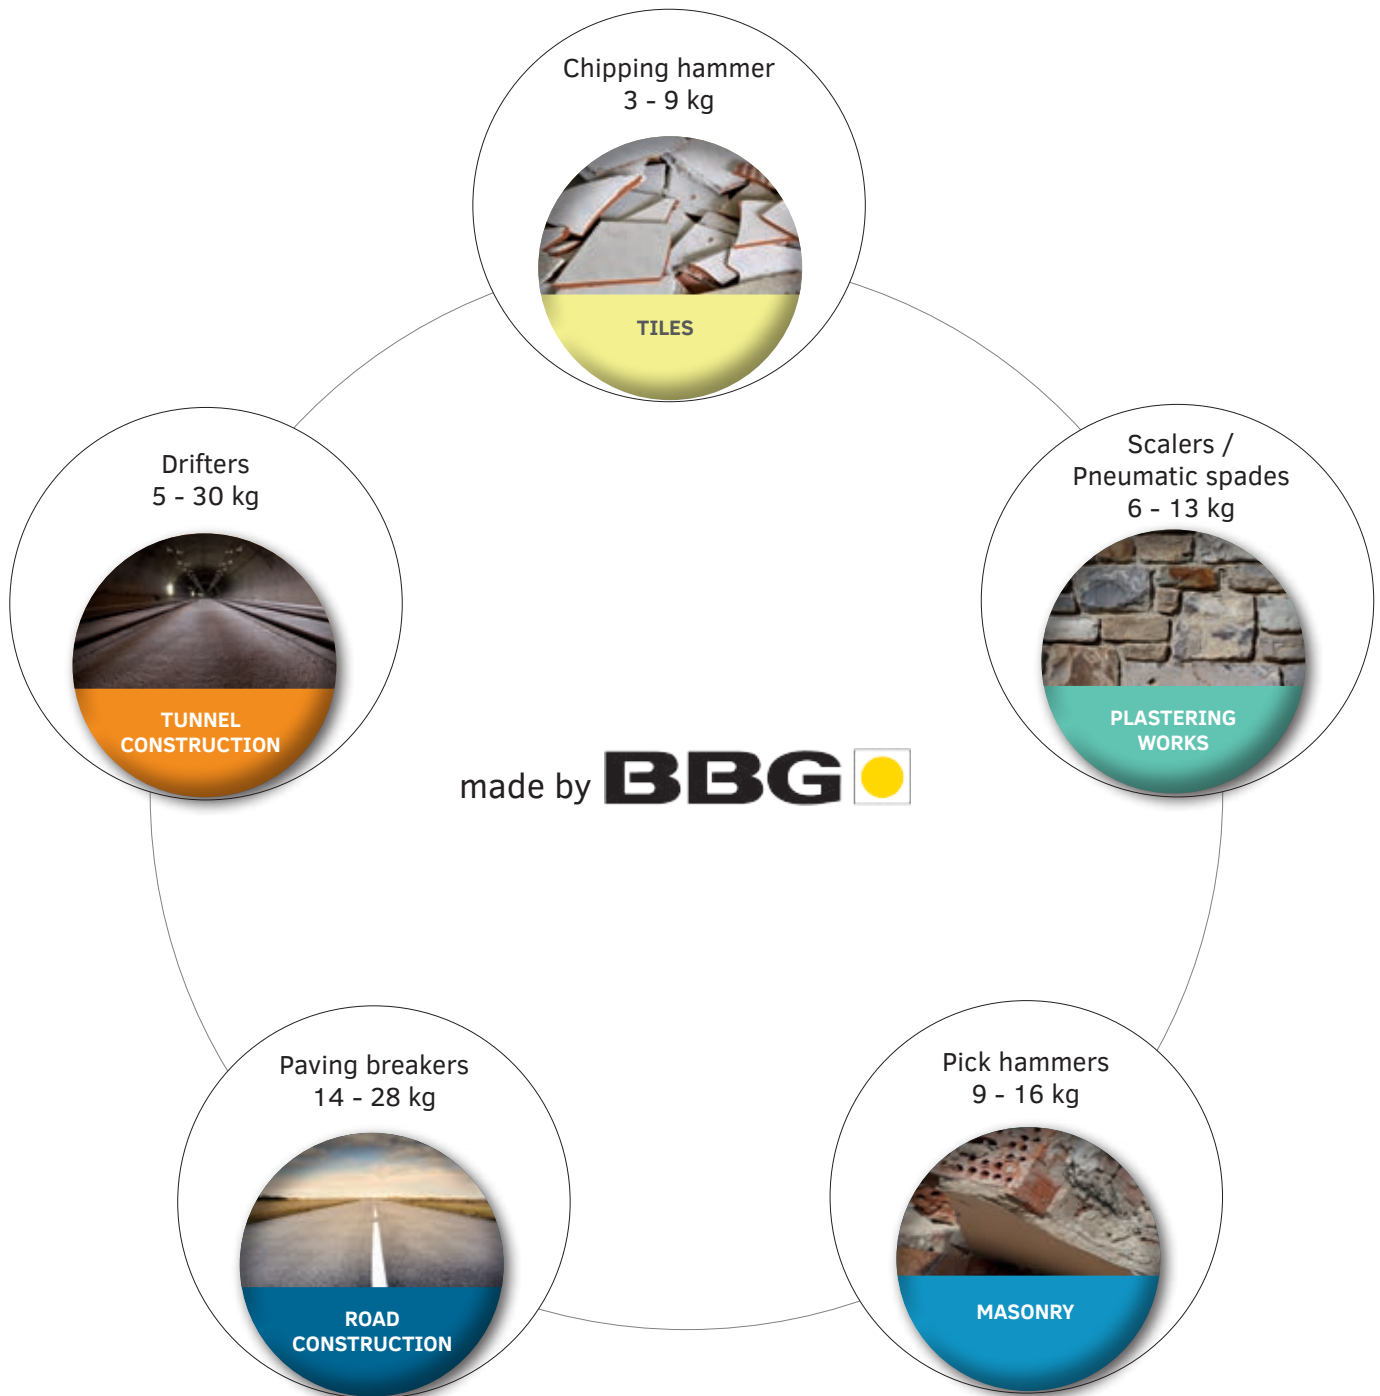 Chipping hammer
3 - 9 kg
TILES
Drifters
5 - 30 kg
TUNNEL
CONSTRUCTION
Scalers /
Pneumatic spades
6 - 13 kg
PLASTERING
WORKS
made by BBG
Paving breakers
14 - 28 kg
ROAD
CONSTRUCTION
Pick hammers
9 - 16 kg
MASONRY